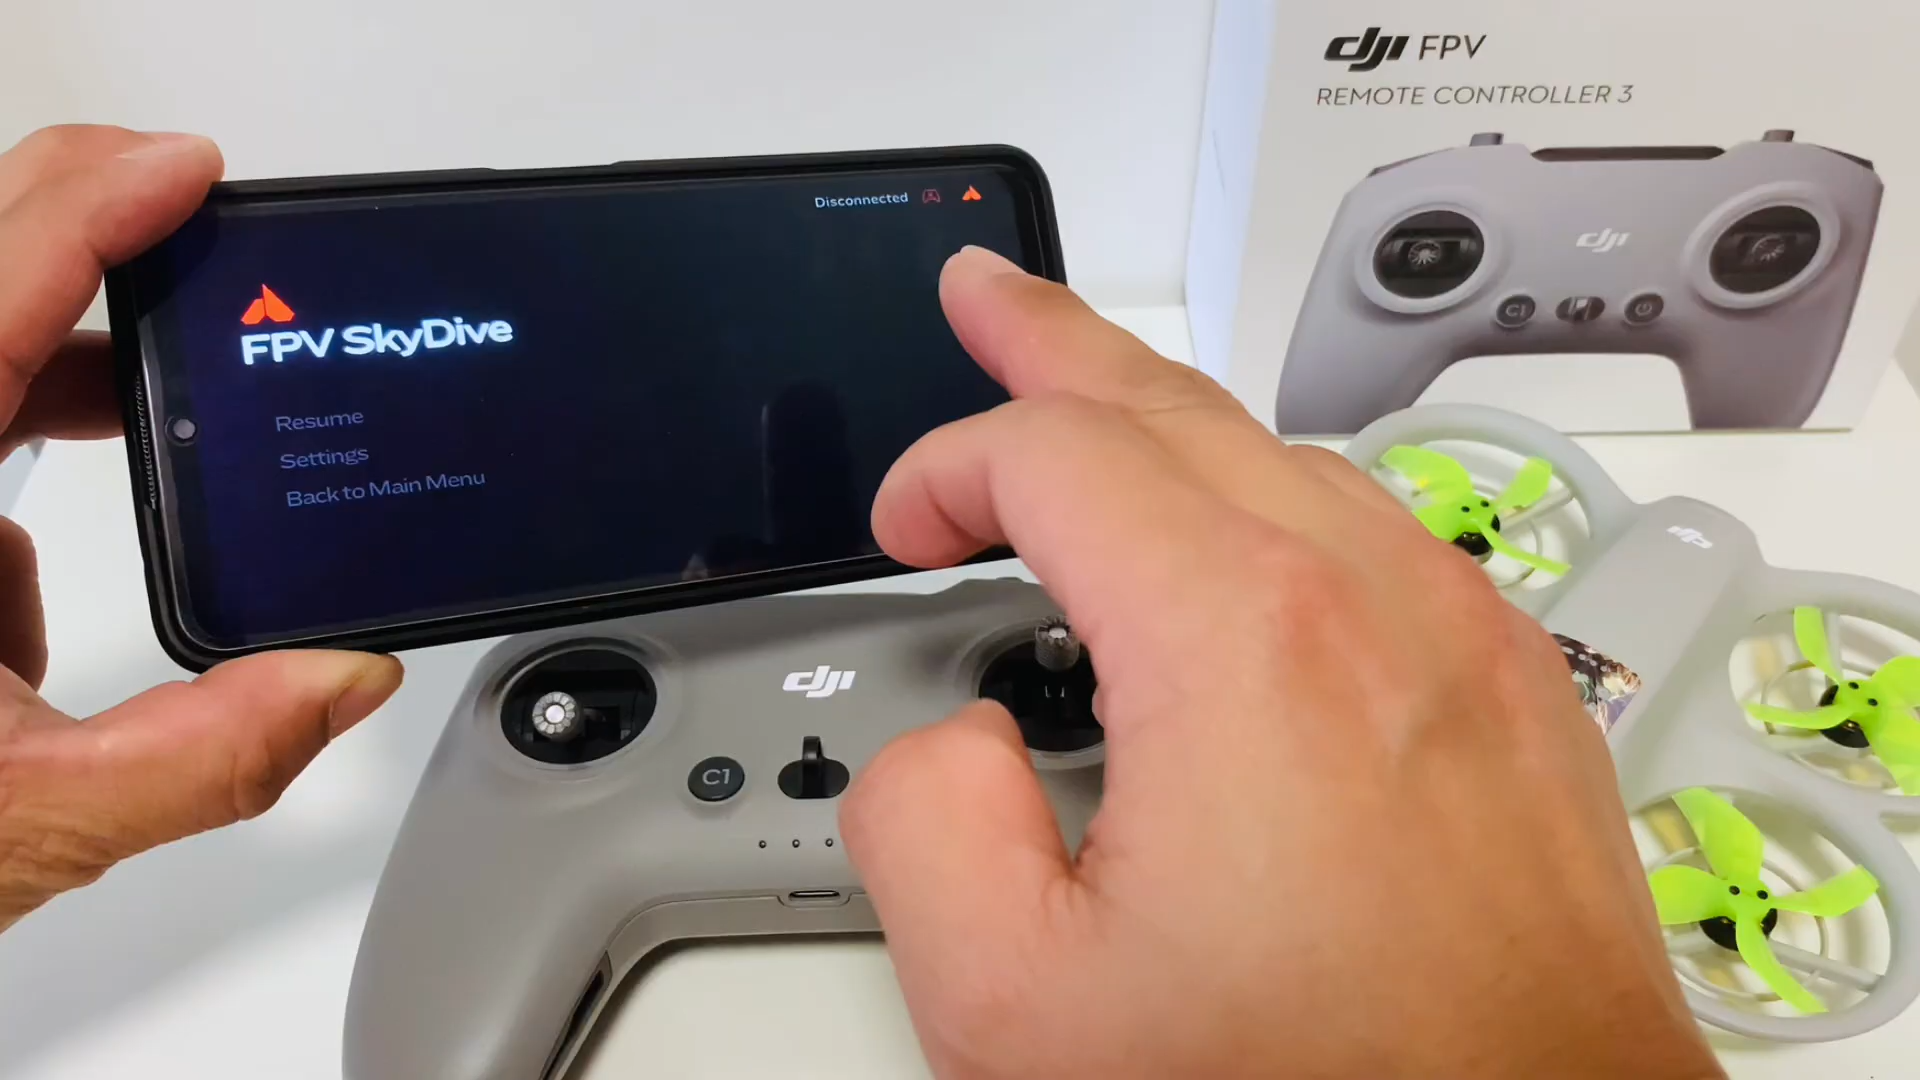 dji FPV
REMOTE CONTROLLER 3
dji
C1
Disconnected
FPV SkyDive
Resume
Settings
Back to Main Menu
dji
C1
dji